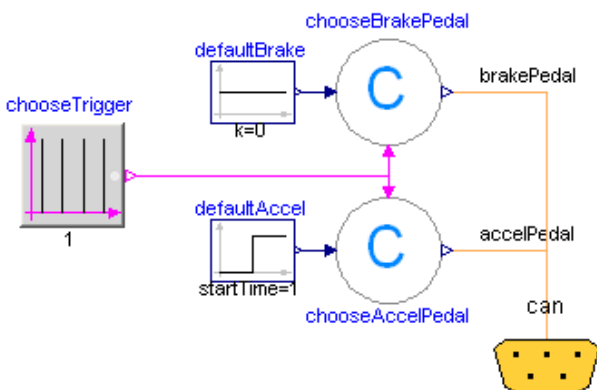 chooseBrakePedal
defaultBrake
brakePedal
C
k=0
chooseTrigger
1
defaultAccel
accelPedal
C
startTime=1
chooseAccelPedal
can